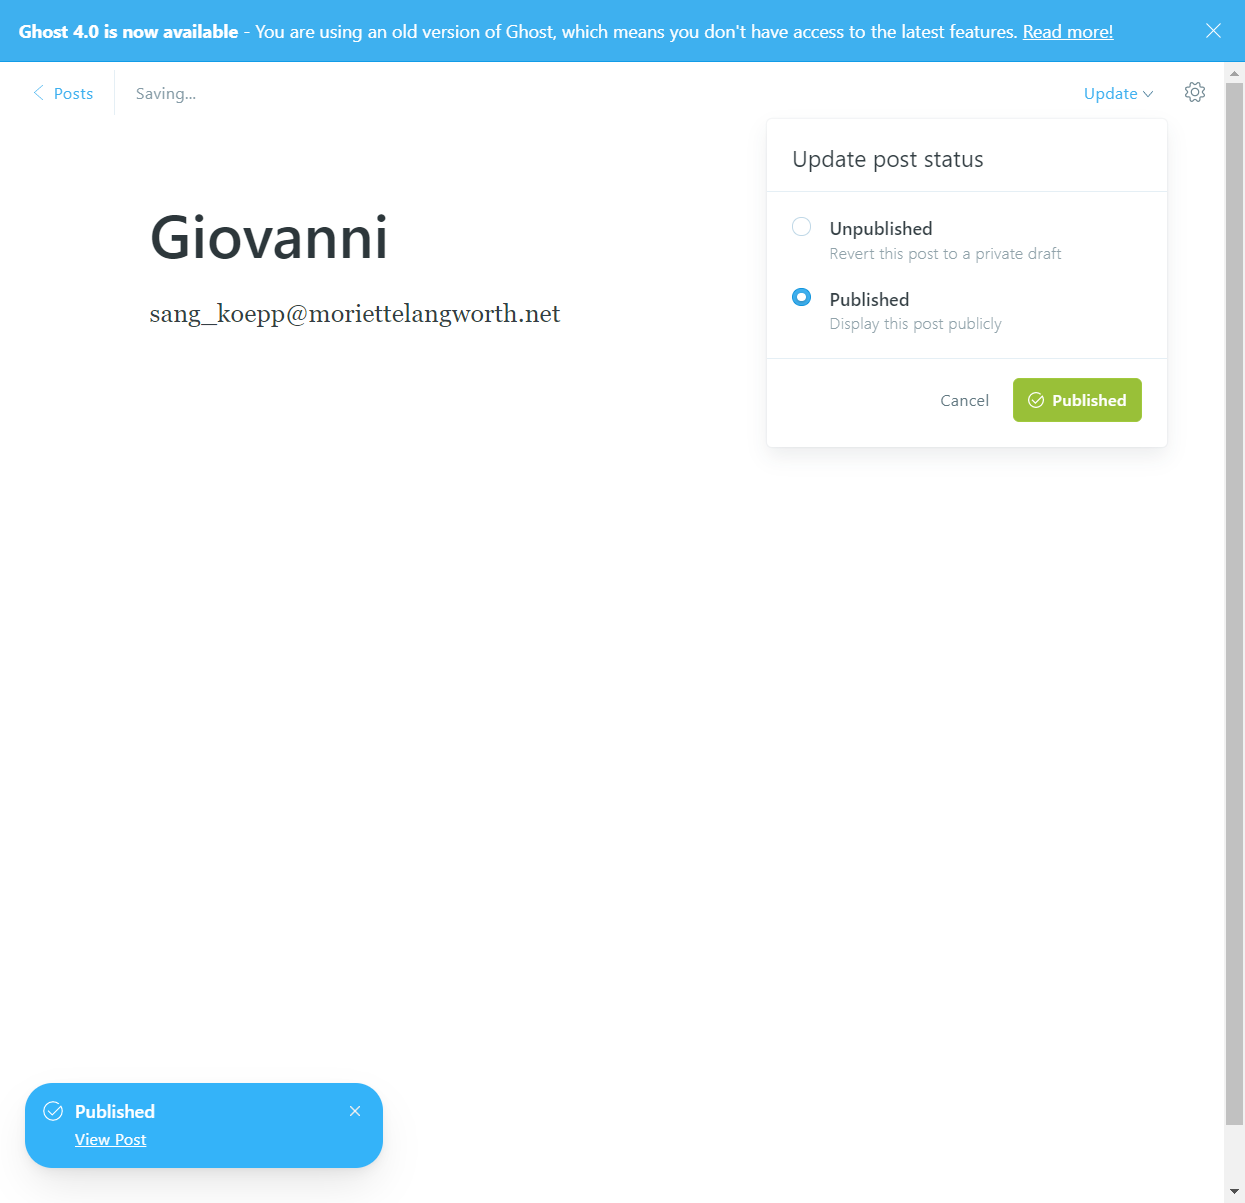 Ghost 4.0 is now available - You are using an old version of Ghost, which means you don't have access to the latest features. Read more!
Posts
Saving...
Update
Update post status
Giovanni
sang_koepp@moriettelangworth.net
Unpublished
Revert this post to a private draft
Published
Display this post publicly
Cancel
Published
Published
View Post